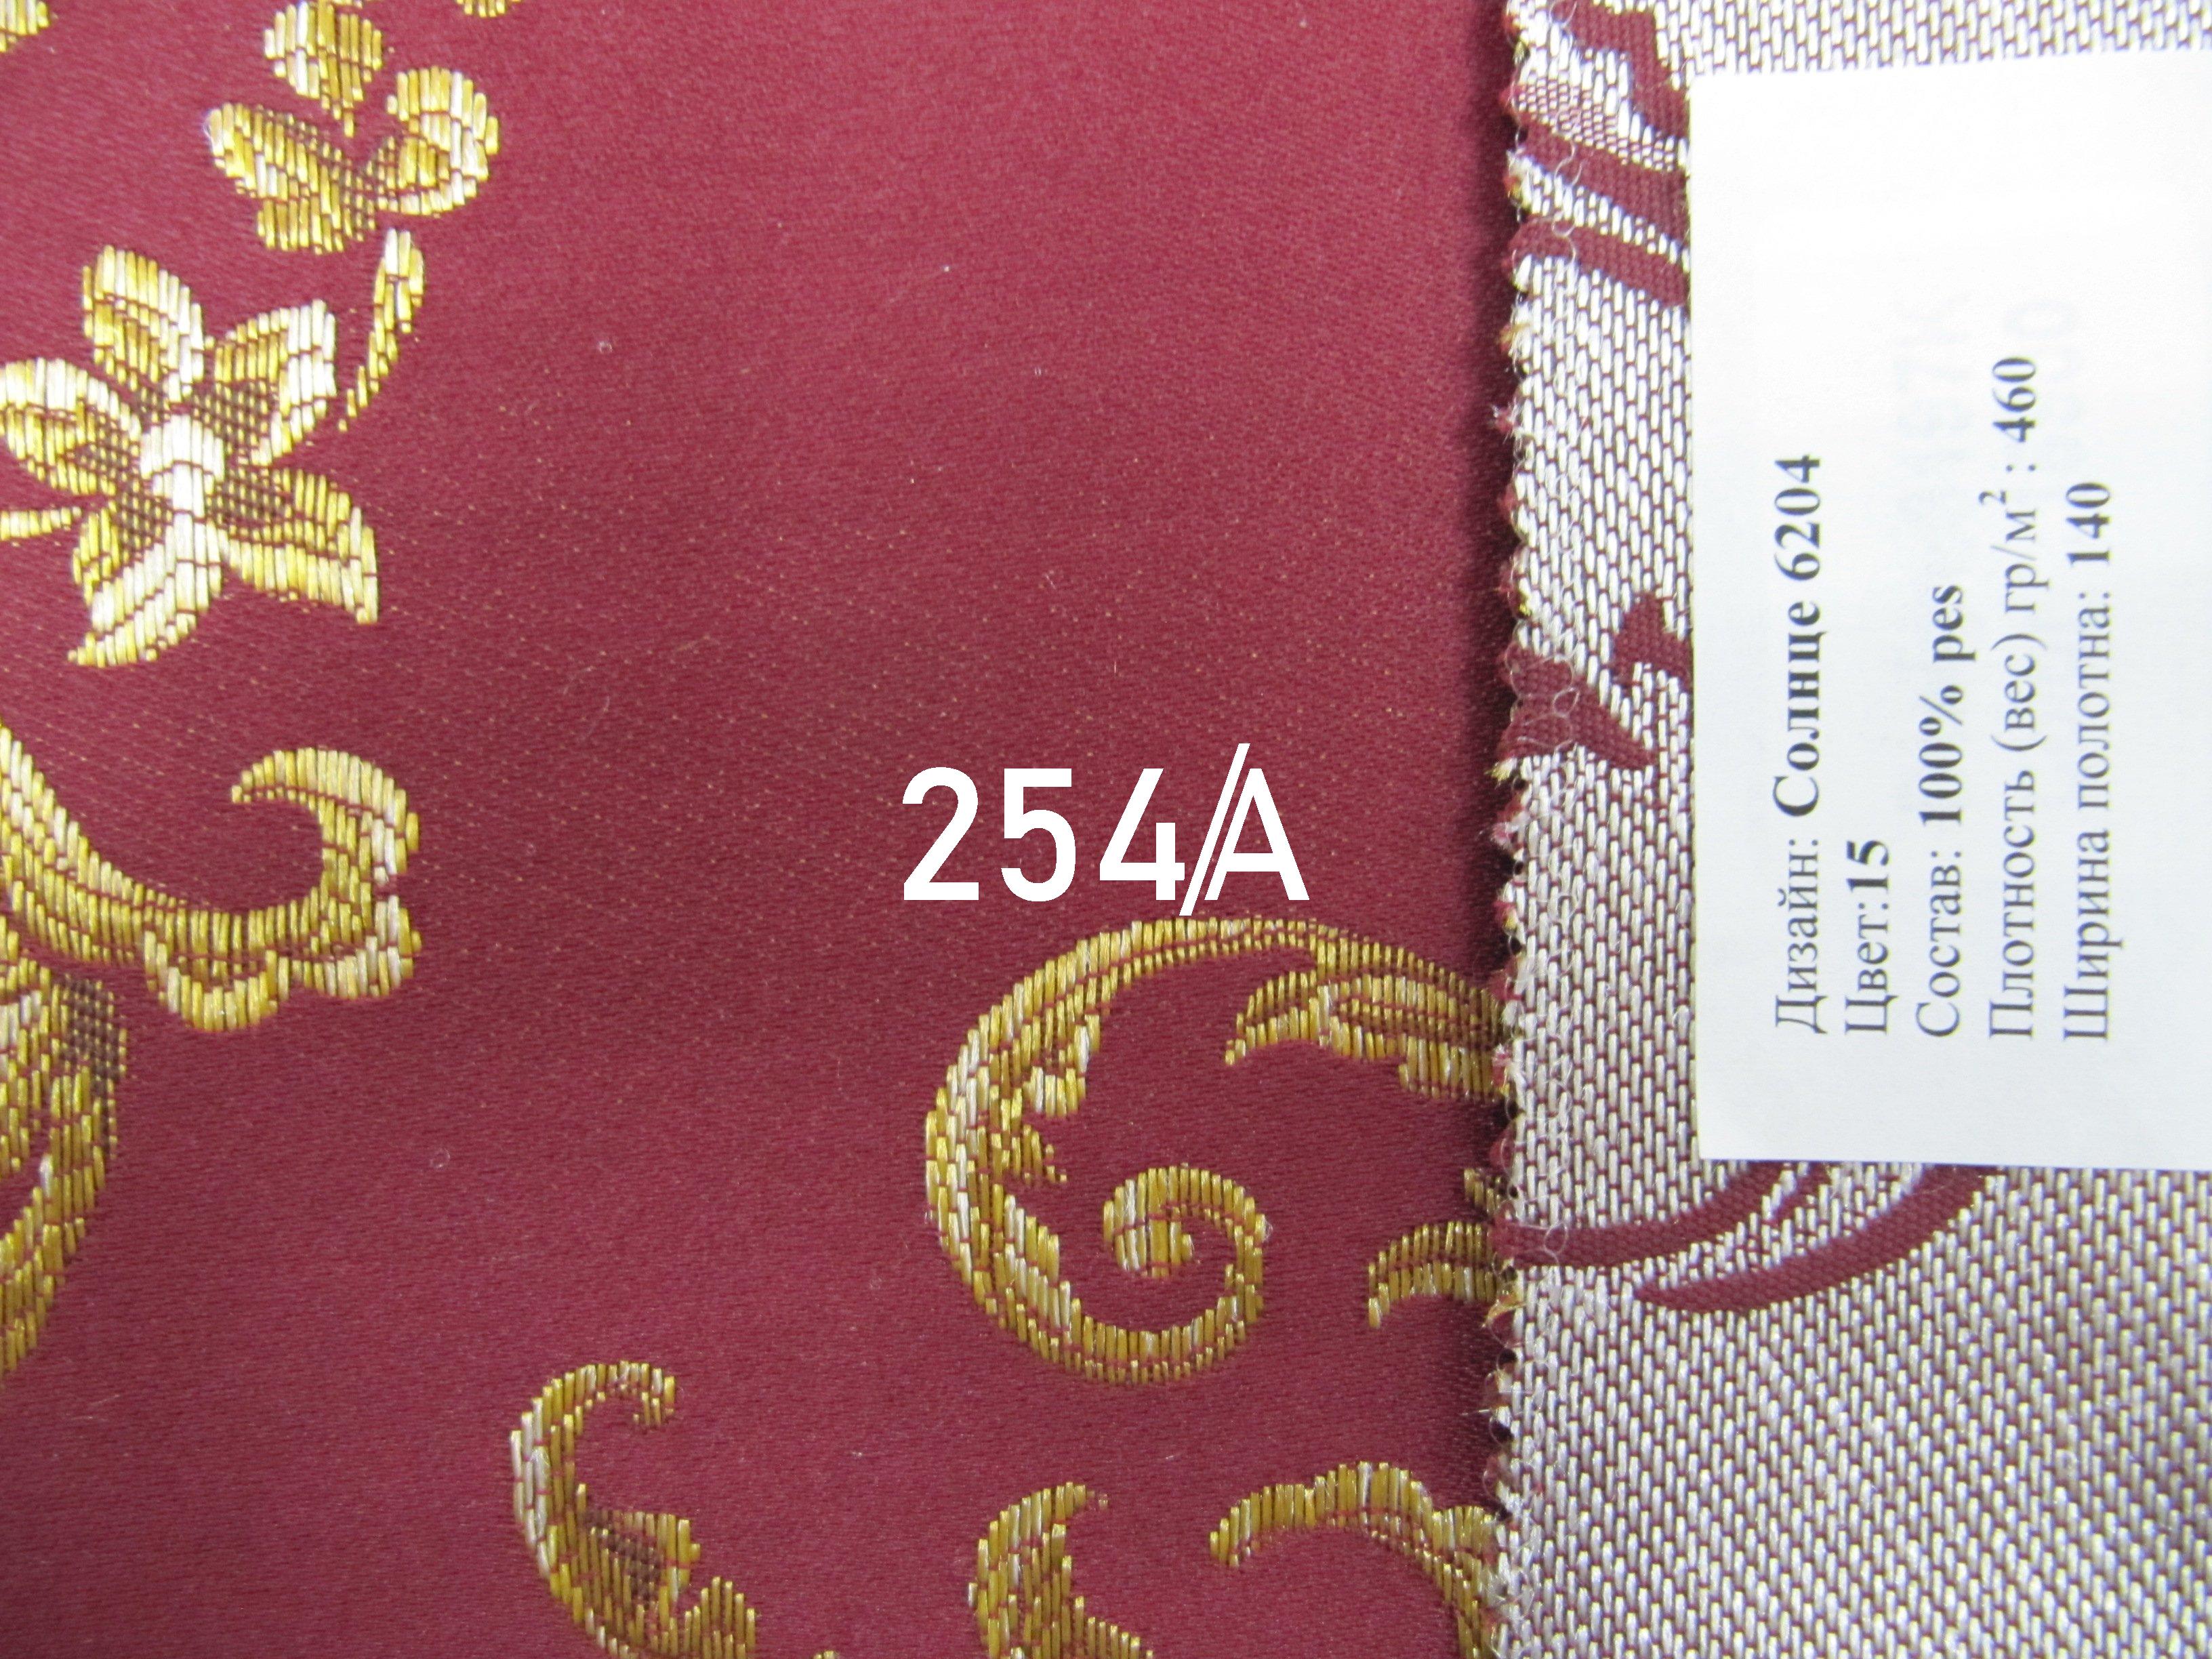 254/A
Дизайн: Солнце 6204
Цвет:15
Состав: 100% pes
Плотность (вес) гр/м² : 460
Ширина полотна: 140